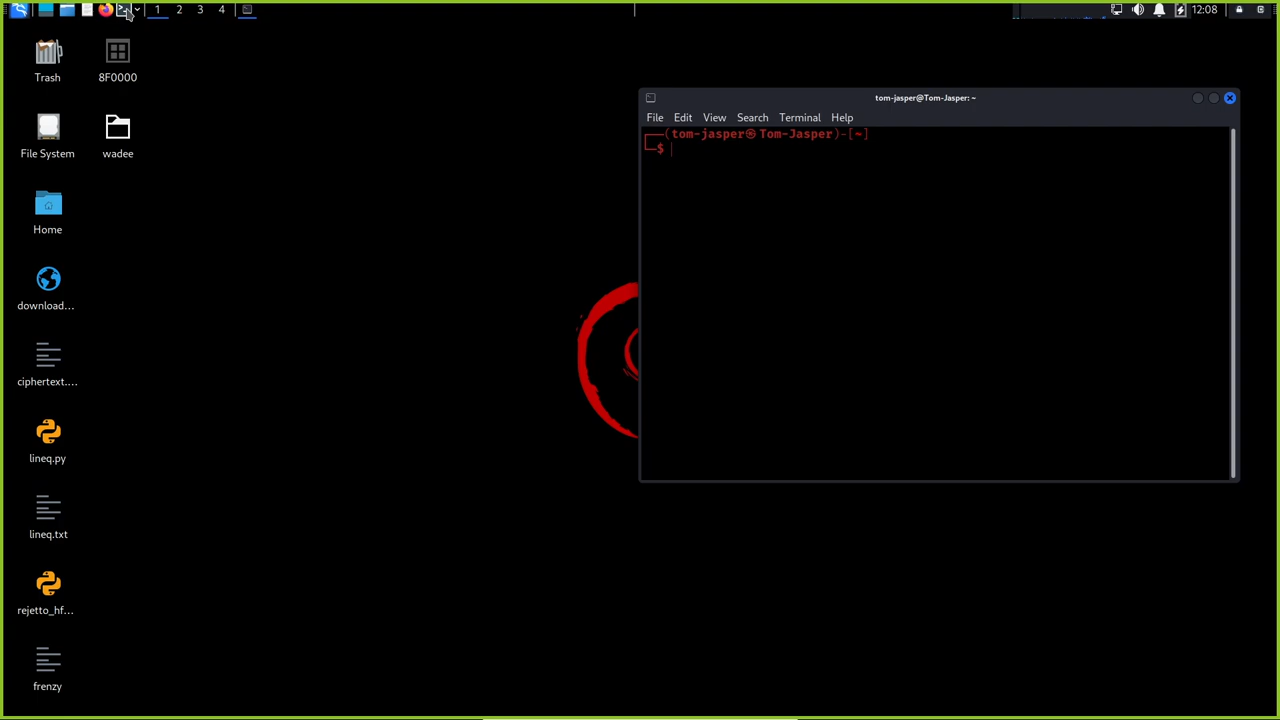 1 2 3 4
12:08
Trash
8F0000
File System
wadee
Home
download...
ciphertext....
lineq.py
lineq.txt
rejetto_hf...
frenzy
tom-jasper@Tom-Jasper: ~
File Edit View Search Terminal Help
┌──(tom-jasper㉿Tom-Jasper)-[~]
└─$